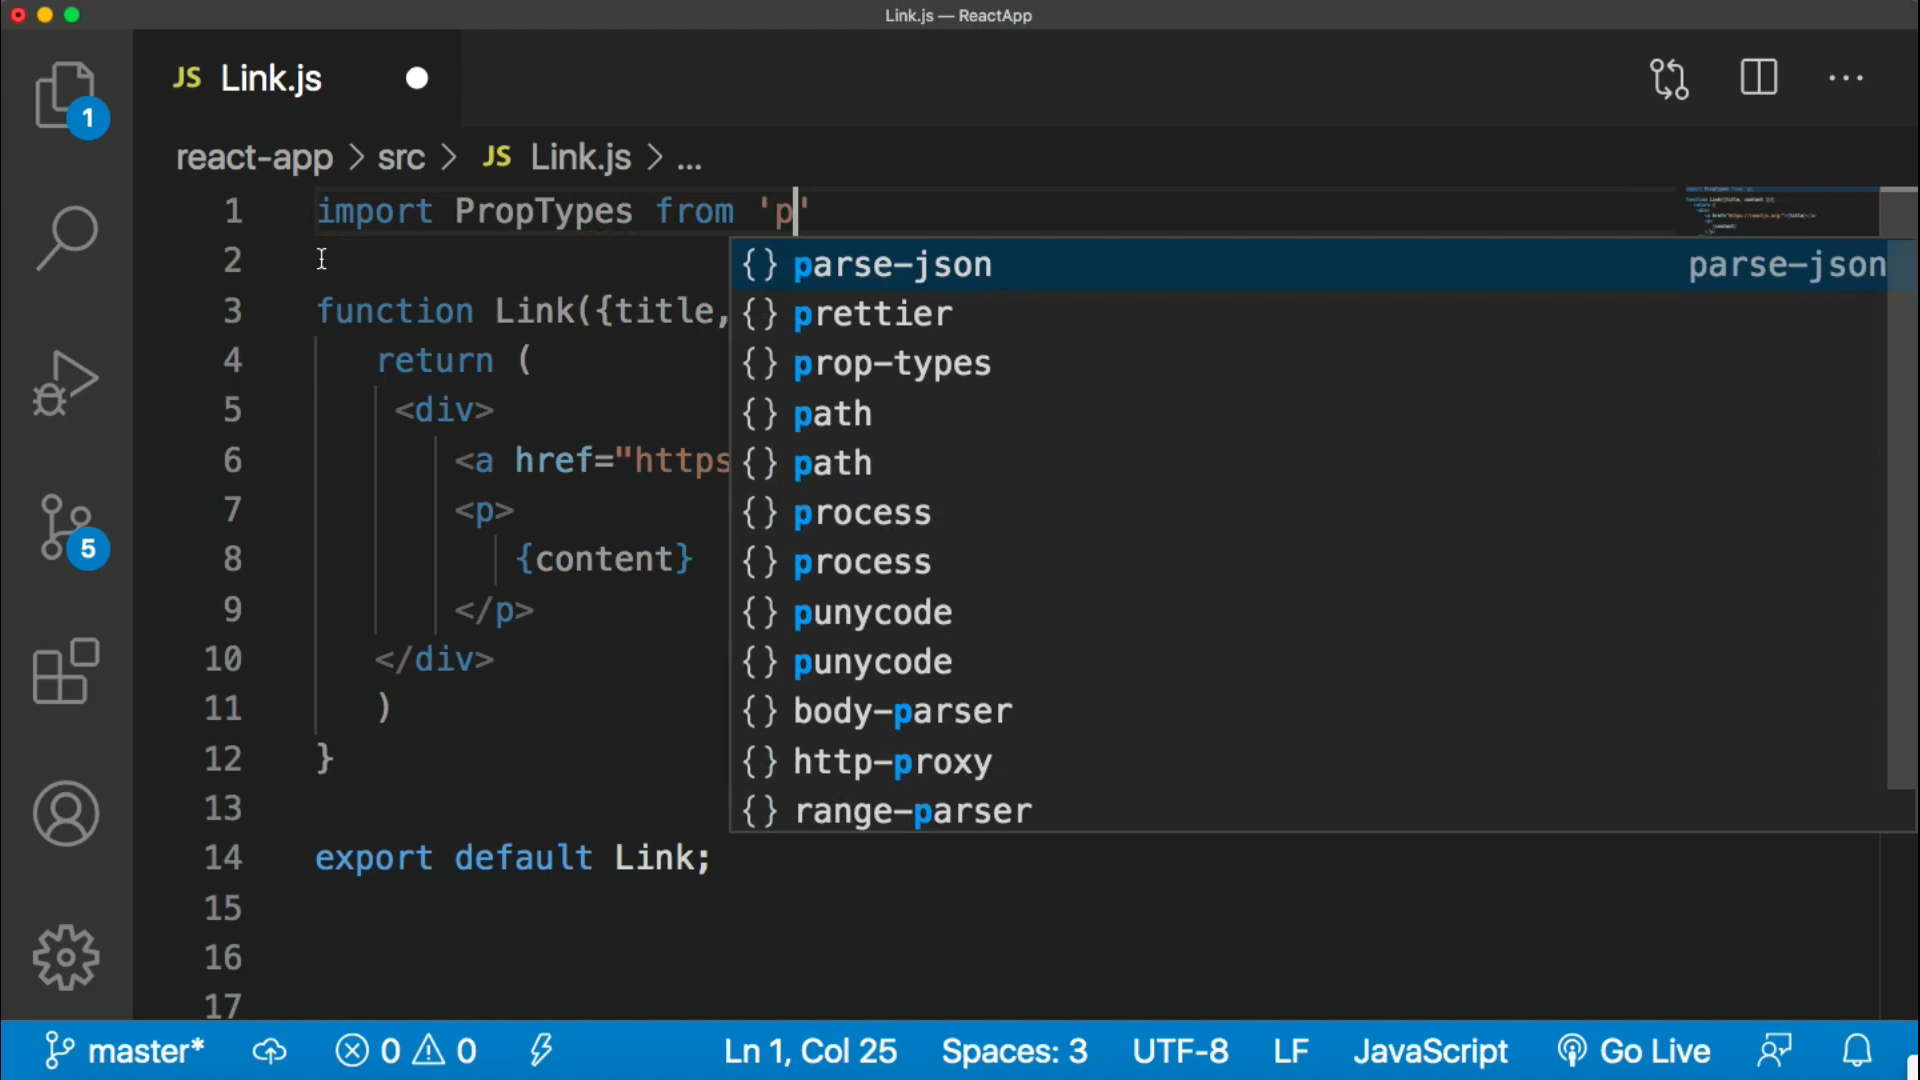 Link.js — ReactApp
JS Link.js
1
react-app > src > JS Link.js > ...
1 import PropTypes from 'p'
2
3 function Link({title,
4 return (
5 <div>
6 <a href="https
7 <p>
8 {content}
9 </p>
10 </div>
11 )
12 }
13
14 export default Link;
15
16
17
{} parse-json parse-json
{} prettier
{} prop-types
{} path
{} path
{} process
{} process
{} punycode
{} punycode
{} body-parser
{} http-proxy
{} range-parser
5
master* 0 0 Ln 1, Col 25 Spaces: 3 UTF-8 LF JavaScript Go Live